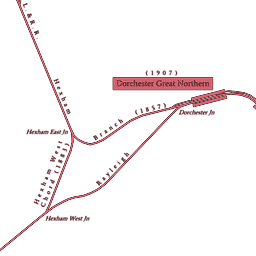 L&R R
Hexham
(1907)
Dorchester Great Northern
Branch (1857)
Dorchester Jn
Hexham East Jn
Hexham West
Chord (1883)
Rayleigh
Hexham West Jn